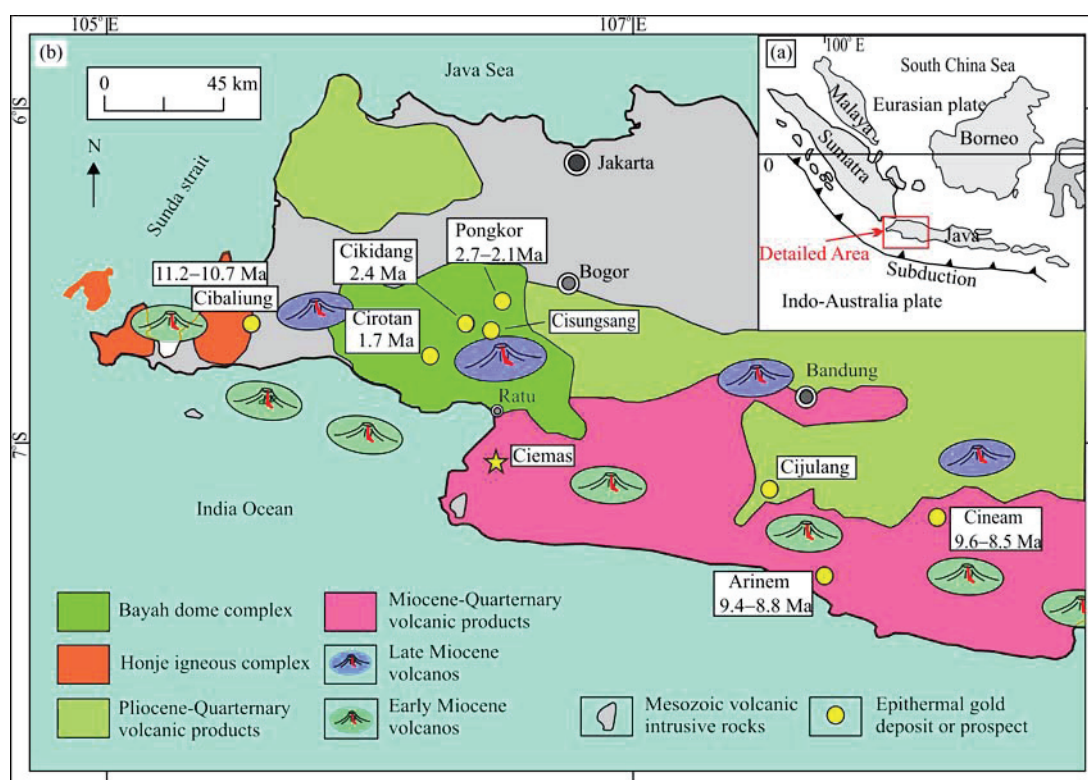 105°E
107°E
(b)
0
45 km
Java Sea
6°S
N
Sunda strait
Jakarta
Pongkor
2.7–2.1 Ma
Cikidang
2.4 Ma
Bogor
11.2–10.7 Ma
Cibaliung
Cirotan
1.7 Ma
Cisungsang
Bandung
Ratu
7°S
Ciemas
Cijulang
India Ocean
Cineam
9.6–8.5 Ma
Arinem
9.4–8.8 Ma
(a)
100° E
South China Sea
Malaya
Eurasian plate
Borneo
Sumatra
0
Java
Detailed Area
Subduction
Indo-Australia plate
Bayah dome complex
Honje igneous complex
Pliocene-Quarternary
volcanic products
Miocene-Quarternary
volcanic products
Late Miocene
volcanos
Early Miocene
volcanos
Mesozoic volcanic
intrusive rocks
Epithermal gold
deposit or prospect